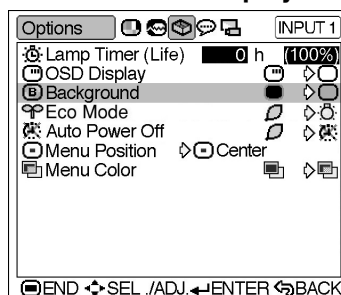 Options INPUT 1
Lamp Timer (Life) 0 h (100%)
OSD Display
B Background
Eco Mode
Auto Power Off
Menu Position Center
Menu Color
END SEL ./ADJ. ENTER BACK